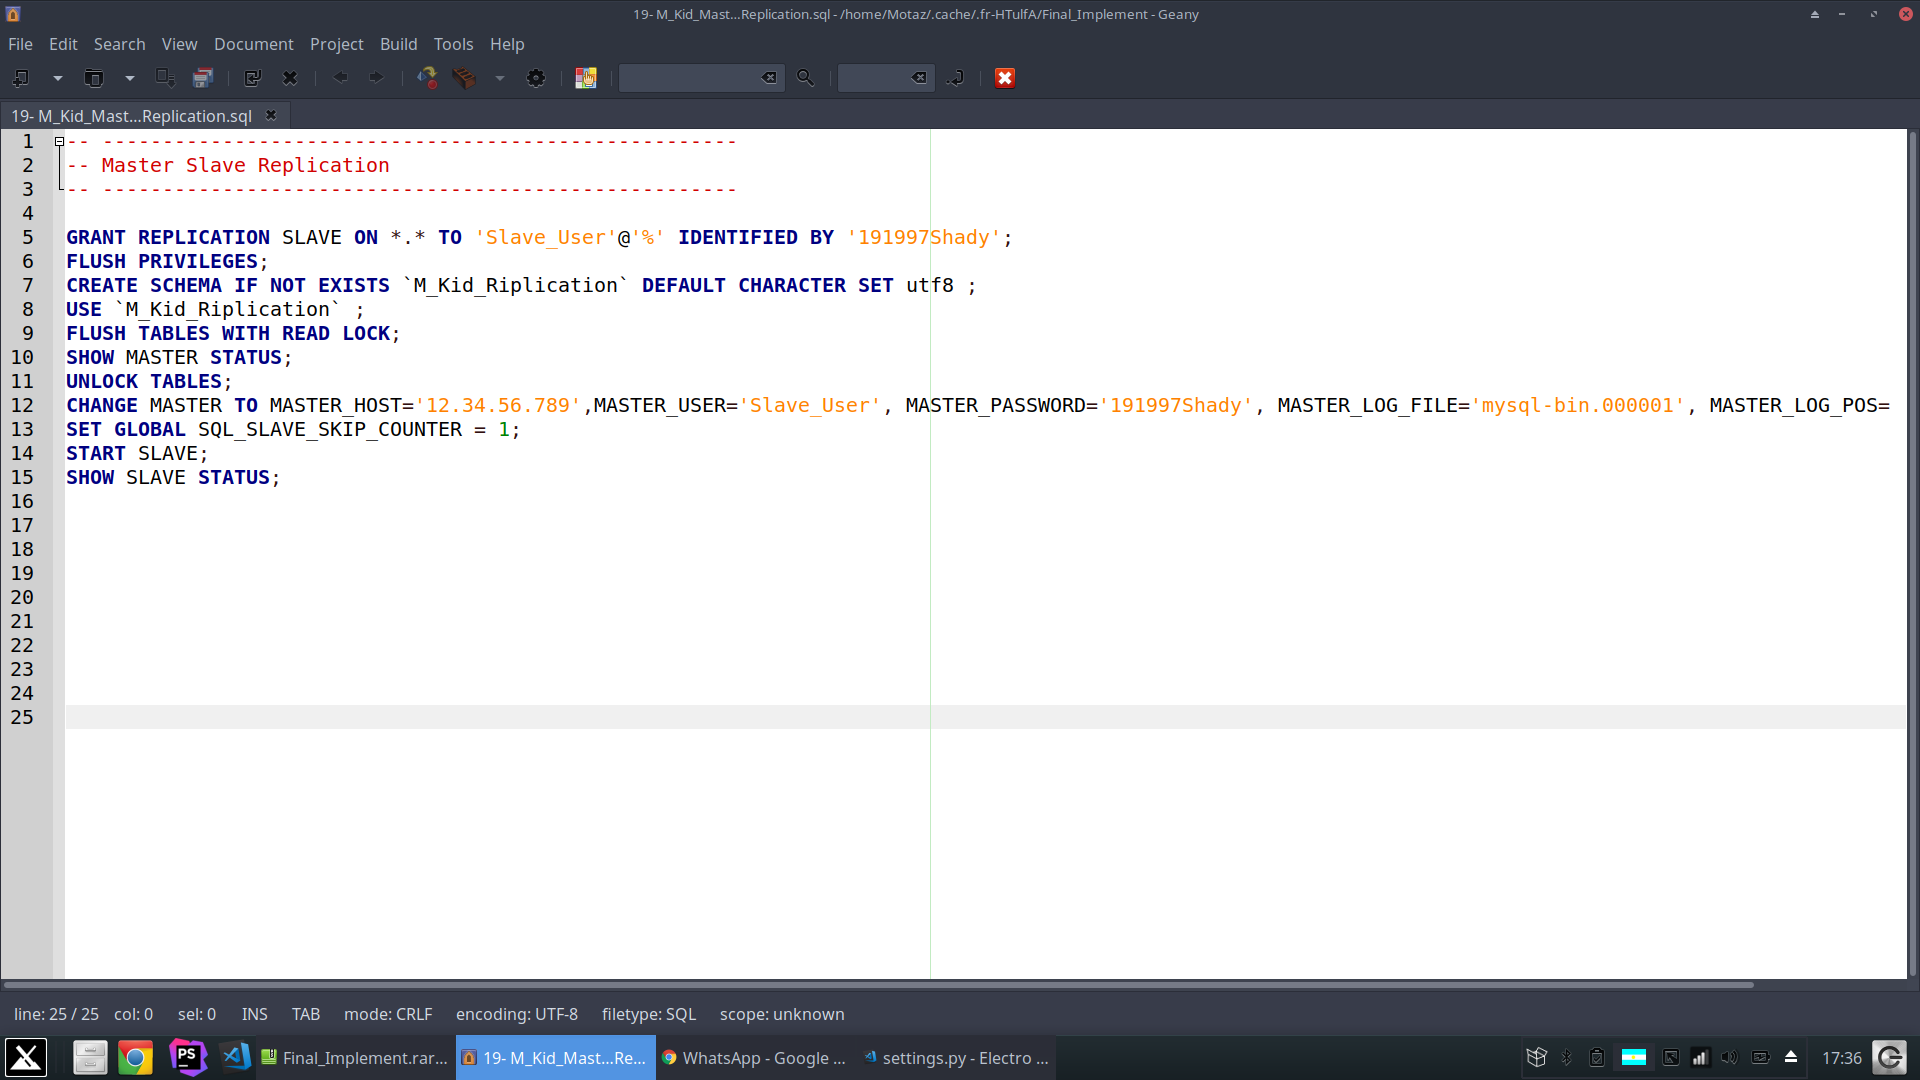 19- M_Kid_Mast...Replication.sql - /home/Motaz/.cache/.fr-HTulfA/Final_Implement - Geany
File Edit Search View Document Project Build Tools Help
19- M_Kid_Mast...Replication.sql
1 -- -----------------------------------------------------
2 -- Master Slave Replication
3 -- -----------------------------------------------------
4
5 GRANT REPLICATION SLAVE ON *.* TO 'Slave_User'@'%' IDENTIFIED BY '191997Shady';
6 FLUSH PRIVILEGES;
7 CREATE SCHEMA IF NOT EXISTS `M_Kid_Riplication` DEFAULT CHARACTER SET utf8 ;
8 USE `M_Kid_Riplication` ;
9 FLUSH TABLES WITH READ LOCK;
10 SHOW MASTER STATUS;
11 UNLOCK TABLES;
12 CHANGE MASTER TO MASTER_HOST='12.34.56.789',MASTER_USER='Slave_User', MASTER_PASSWORD='191997Shady', MASTER_LOG_FILE='mysql-bin.000001', MASTER_LOG_POS=
13 SET GLOBAL SQL_SLAVE_SKIP_COUNTER = 1;
14 START SLAVE;
15 SHOW SLAVE STATUS;
16
17
18
19
20
21
22
23
24
25
line: 25 / 25 col: 0 sel: 0 INS TAB mode: CRLF encoding: UTF-8 filetype: SQL scope: unknown
PS Final_Implement.rar... 19- M_Kid_Mast...Re... WhatsApp - Google ... settings.py - Electro ... 17:36